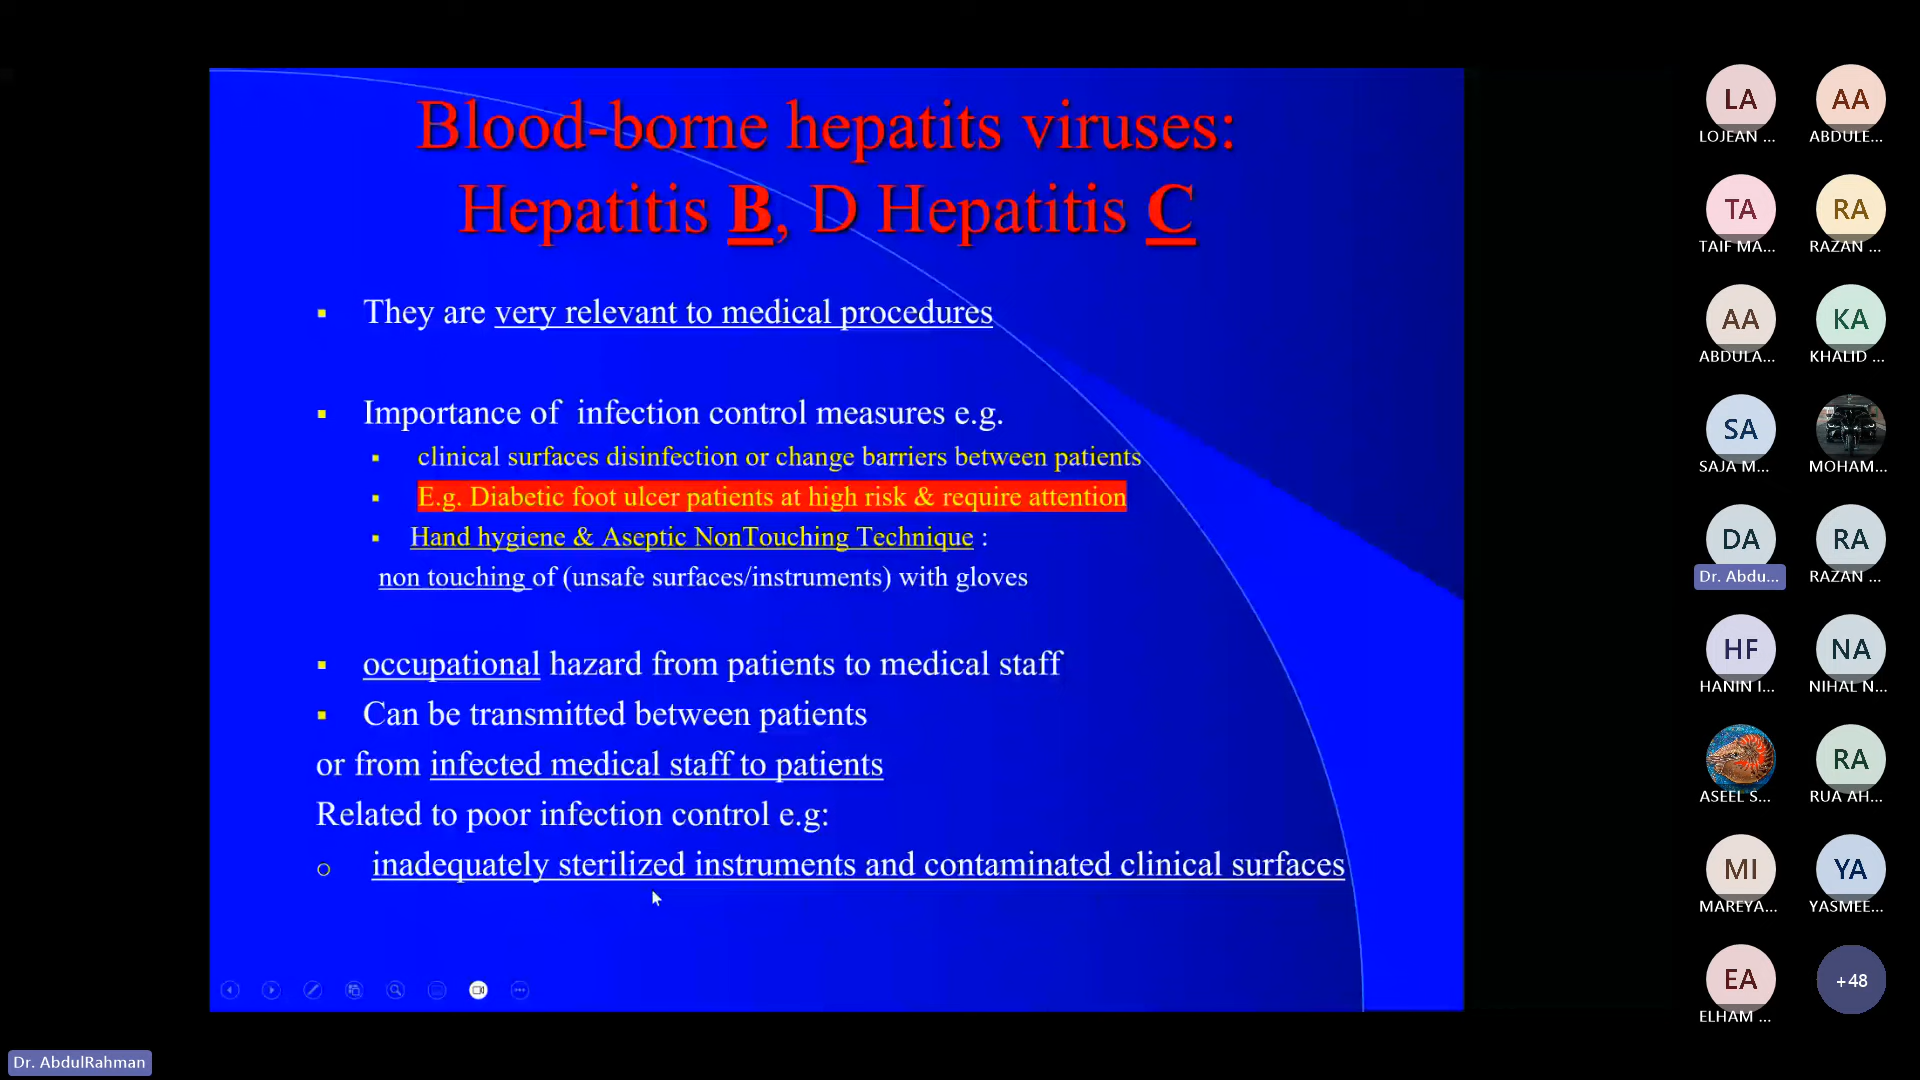 Blood-borne hepatits viruses:
Hepatitis B, D Hepatitis C
They are very relevant to medical procedures
Importance of infection control measures e.g.
clinical surfaces disinfection or change barriers between patients
E.g. Diabetic foot ulcer patients at high risk & require attention
Hand hygiene & Aseptic NonTouching Technique :
non touching of (unsafe surfaces/instruments) with gloves
occupational hazard from patients to medical staff
Can be transmitted between patients
or from infected medical staff to patients
Related to poor infection control e.g:
inadequately sterilized instruments and contaminated clinical surfaces
LA AA
LOJEAN ... ABDULE...
TA RA
TAIF MA... RAZAN ...
AA KA
ABDULA... KHALID ...
SA
SAJA M... MOHAM...
DA RA
Dr. Abdu... RAZAN ...
HF NA
HANIN I... NIHAL N...
ASEEL S... RUA AH...
RA
MI YA
MAREYA... YASMEE...
EA +48
ELHAM ...
Dr. AbdulRahman